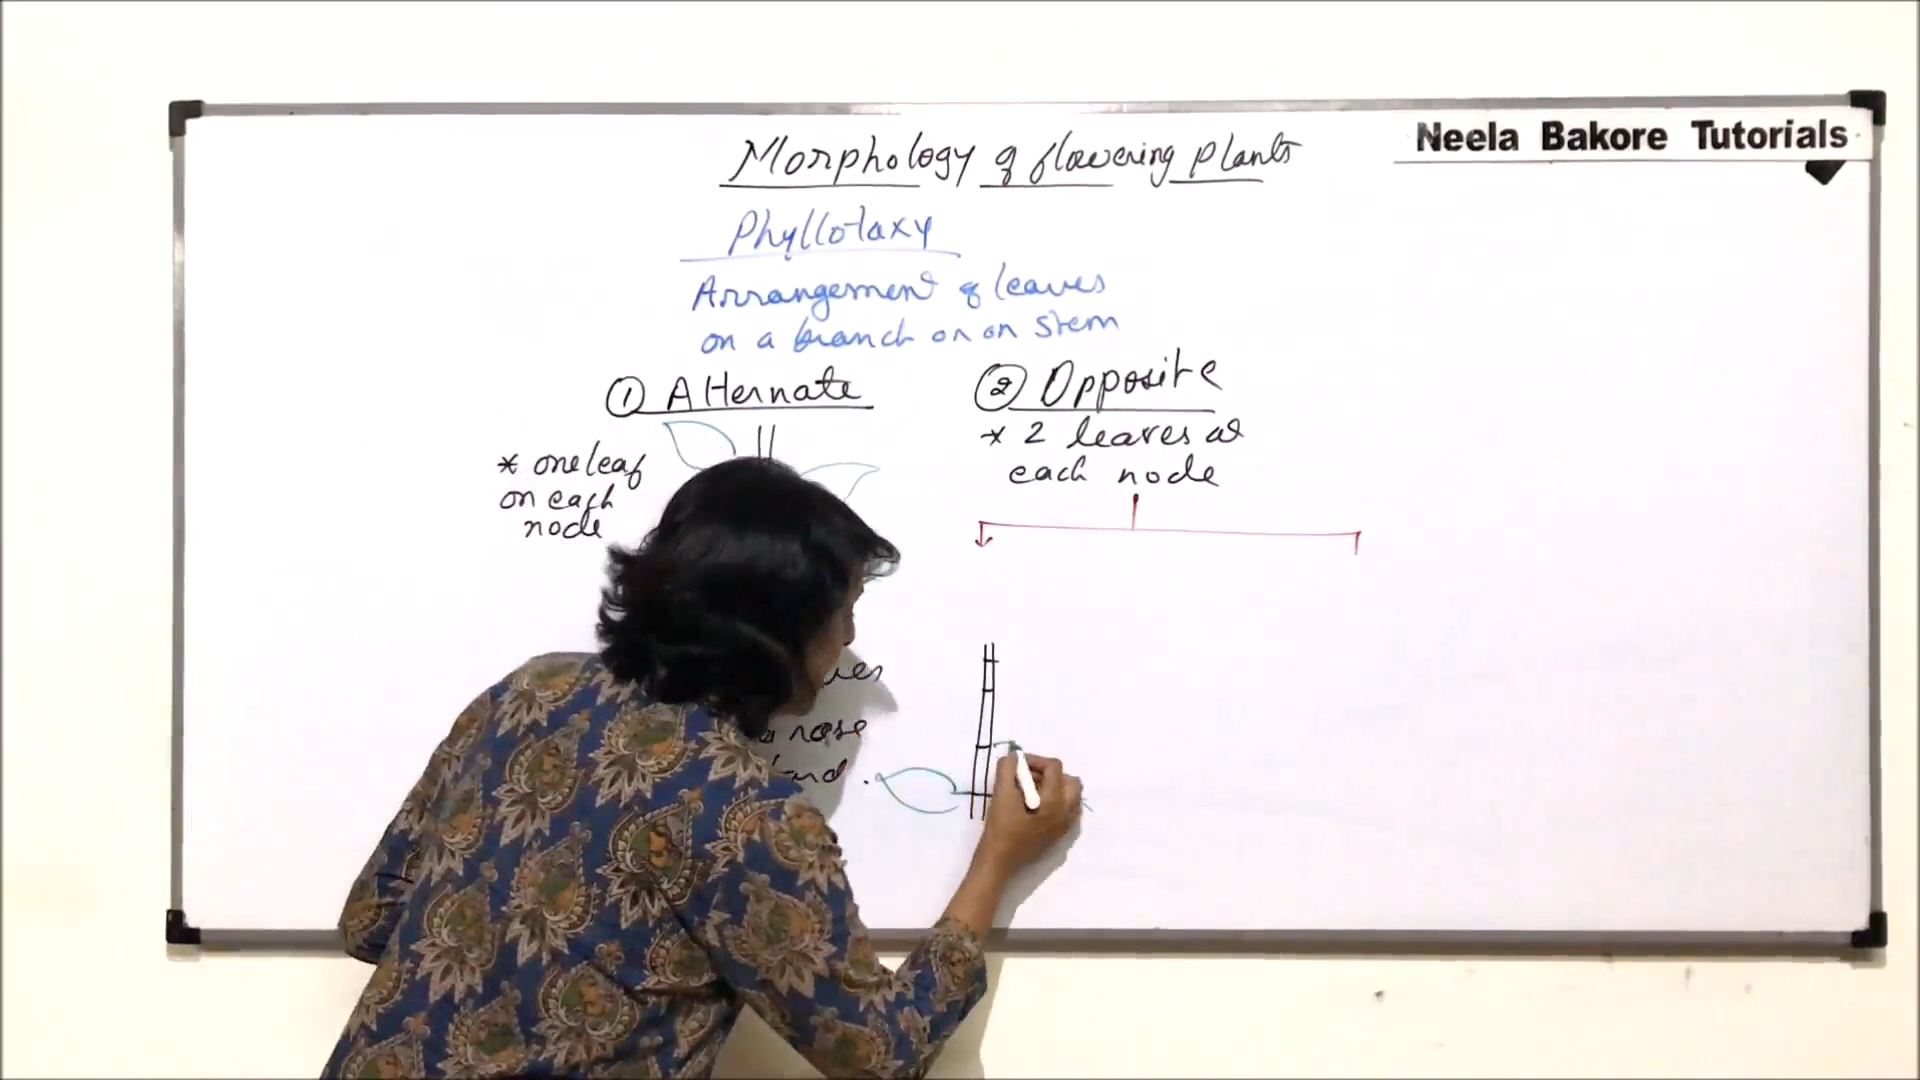 Neela Bakore Tutorials
Morphology of flowering plants
Phyllotaxy
Arrangement of leaves
on a branch or on stem
① Alternate
* one leaf
on each
node
② Opposite
* 2 leaves at
each node
rose